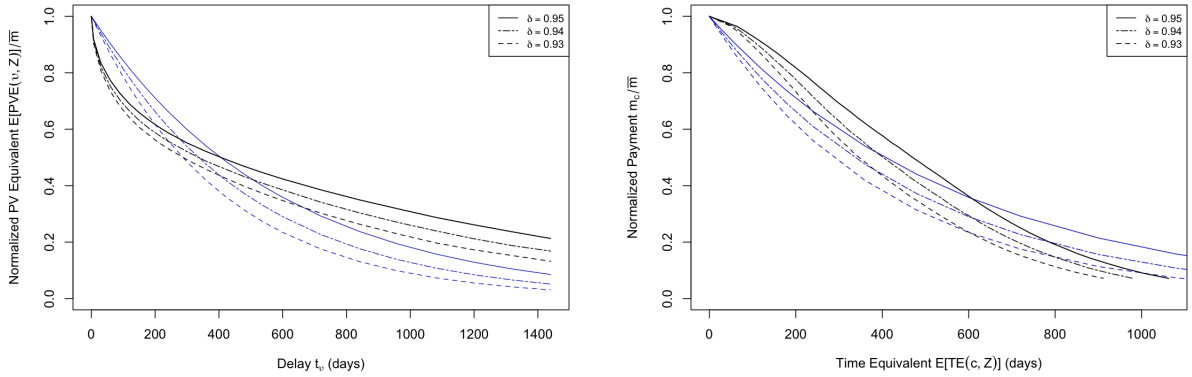 Normalized PV Equivalent E[PVE(υ, Z)]/m̅
1.0
0.8
0.6
0.4
0.2
0.0
0 200 400 600 800 1000 1200 1400
Delay t_υ (days)
δ = 0.95
δ = 0.94
δ = 0.93
Normalized Payment m_c/m̅
1.0
0.8
0.6
0.4
0.2
0.0
0 200 400 600 800 1000
Time Equivalent E[TE(c, Z)] (days)
δ = 0.95
δ = 0.94
δ = 0.93